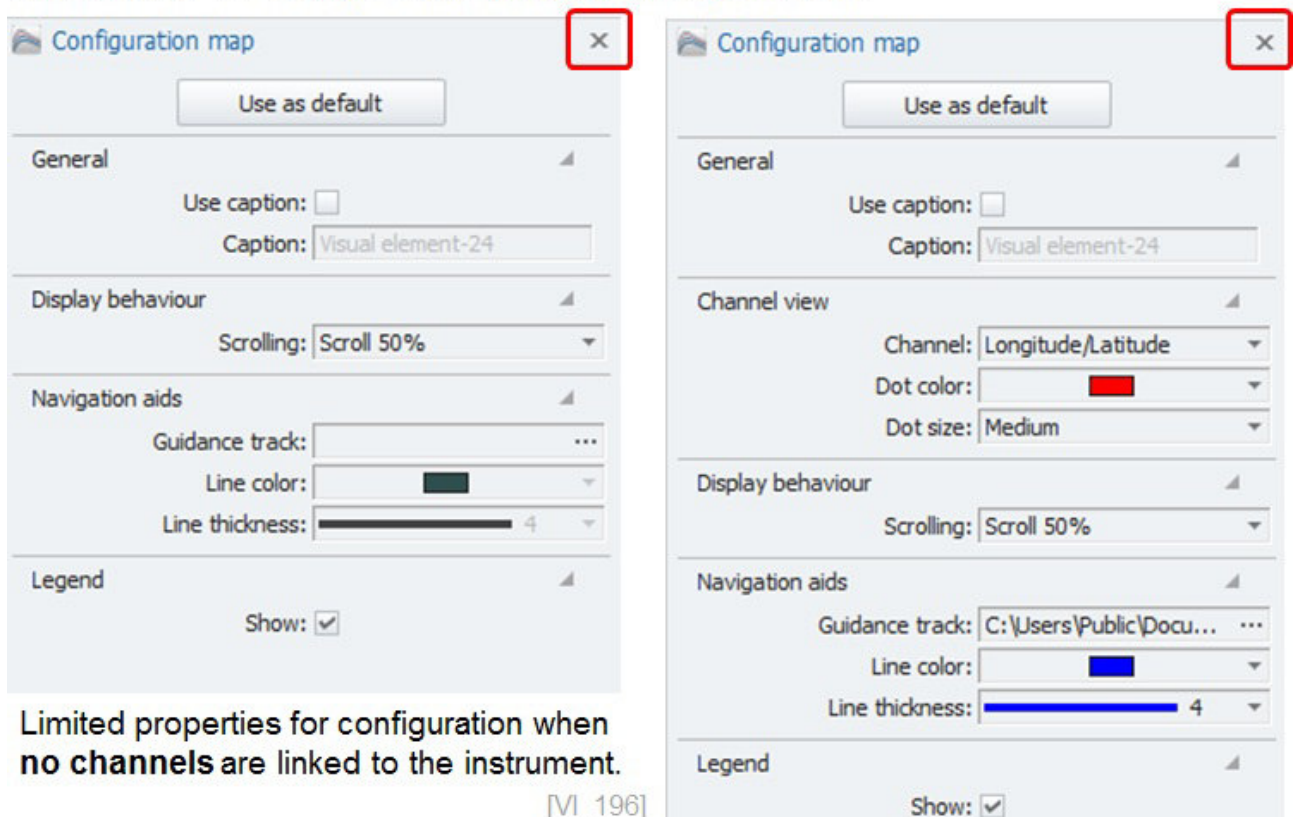 Configuration map
Use as default
General
Use caption:
Caption: Visual element-24
Display behaviour
Scrolling: Scroll 50%
Navigation aids
Guidance track: ...
Line color:
Line thickness: 4
Legend
Show:
Limited properties for configuration when
no channels are linked to the instrument.
[VI_196]
Configuration map
Use as default
General
Use caption:
Caption: Visual element-24
Channel view
Channel: Longitude/Latitude
Dot color:
Dot size: Medium
Display behaviour
Scrolling: Scroll 50%
Navigation aids
Guidance track: C:\Users\Public\Docu... ...
Line color:
Line thickness: 4
Legend
Show: